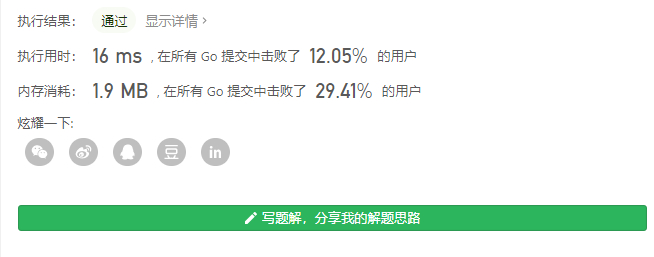 执行结果： 通过 显示详情 >
执行用时： 16 ms , 在所有 Go 提交中击败了 12.05% 的用户
内存消耗： 1.9 MB , 在所有 Go 提交中击败了 29.41% 的用户
炫耀一下:
豆 in
写题解，分享我的解题思路